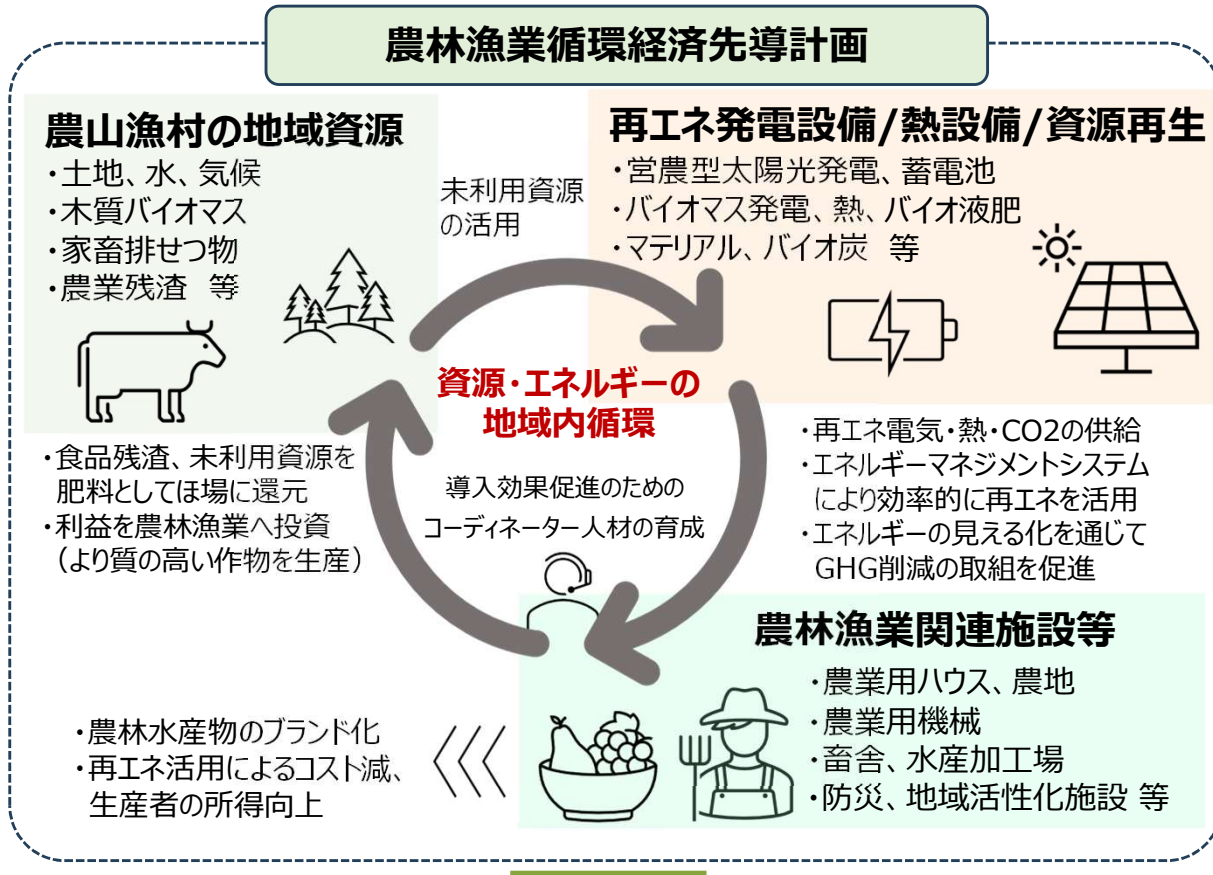 農林漁業循環経済先導計画
農山漁村の地域資源
・土地、水、気候
・木質バイオマス
・家畜排せつ物
・農業残渣 等
未利用資源
の活用
再エネ発電設備/熱設備/資源再生
・営農型太陽光発電、蓄電池
・バイオマス発電、熱、バイオ液肥
・マテリアル、バイオ炭 等
資源・エネルギーの
地域内循環
導入効果促進のための
コーディネーター人材の育成
・再エネ電気・熱・CO2の供給
・エネルギーマネジメントシステム
により効率的に再エネを活用
・エネルギーの見える化を通じて
GHG削減の取組を促進
・食品残渣、未利用資源を
肥料としてほ場に還元
・利益を農林漁業へ投資
（より質の高い作物を生産）
農林漁業関連施設等
・農業用ハウス、農地
・農業用機械
・畜舎、水産加工場
・防災、地域活性化施設 等
・農林水産物のブランド化
・再エネ活用によるコスト減、
生産者の所得向上